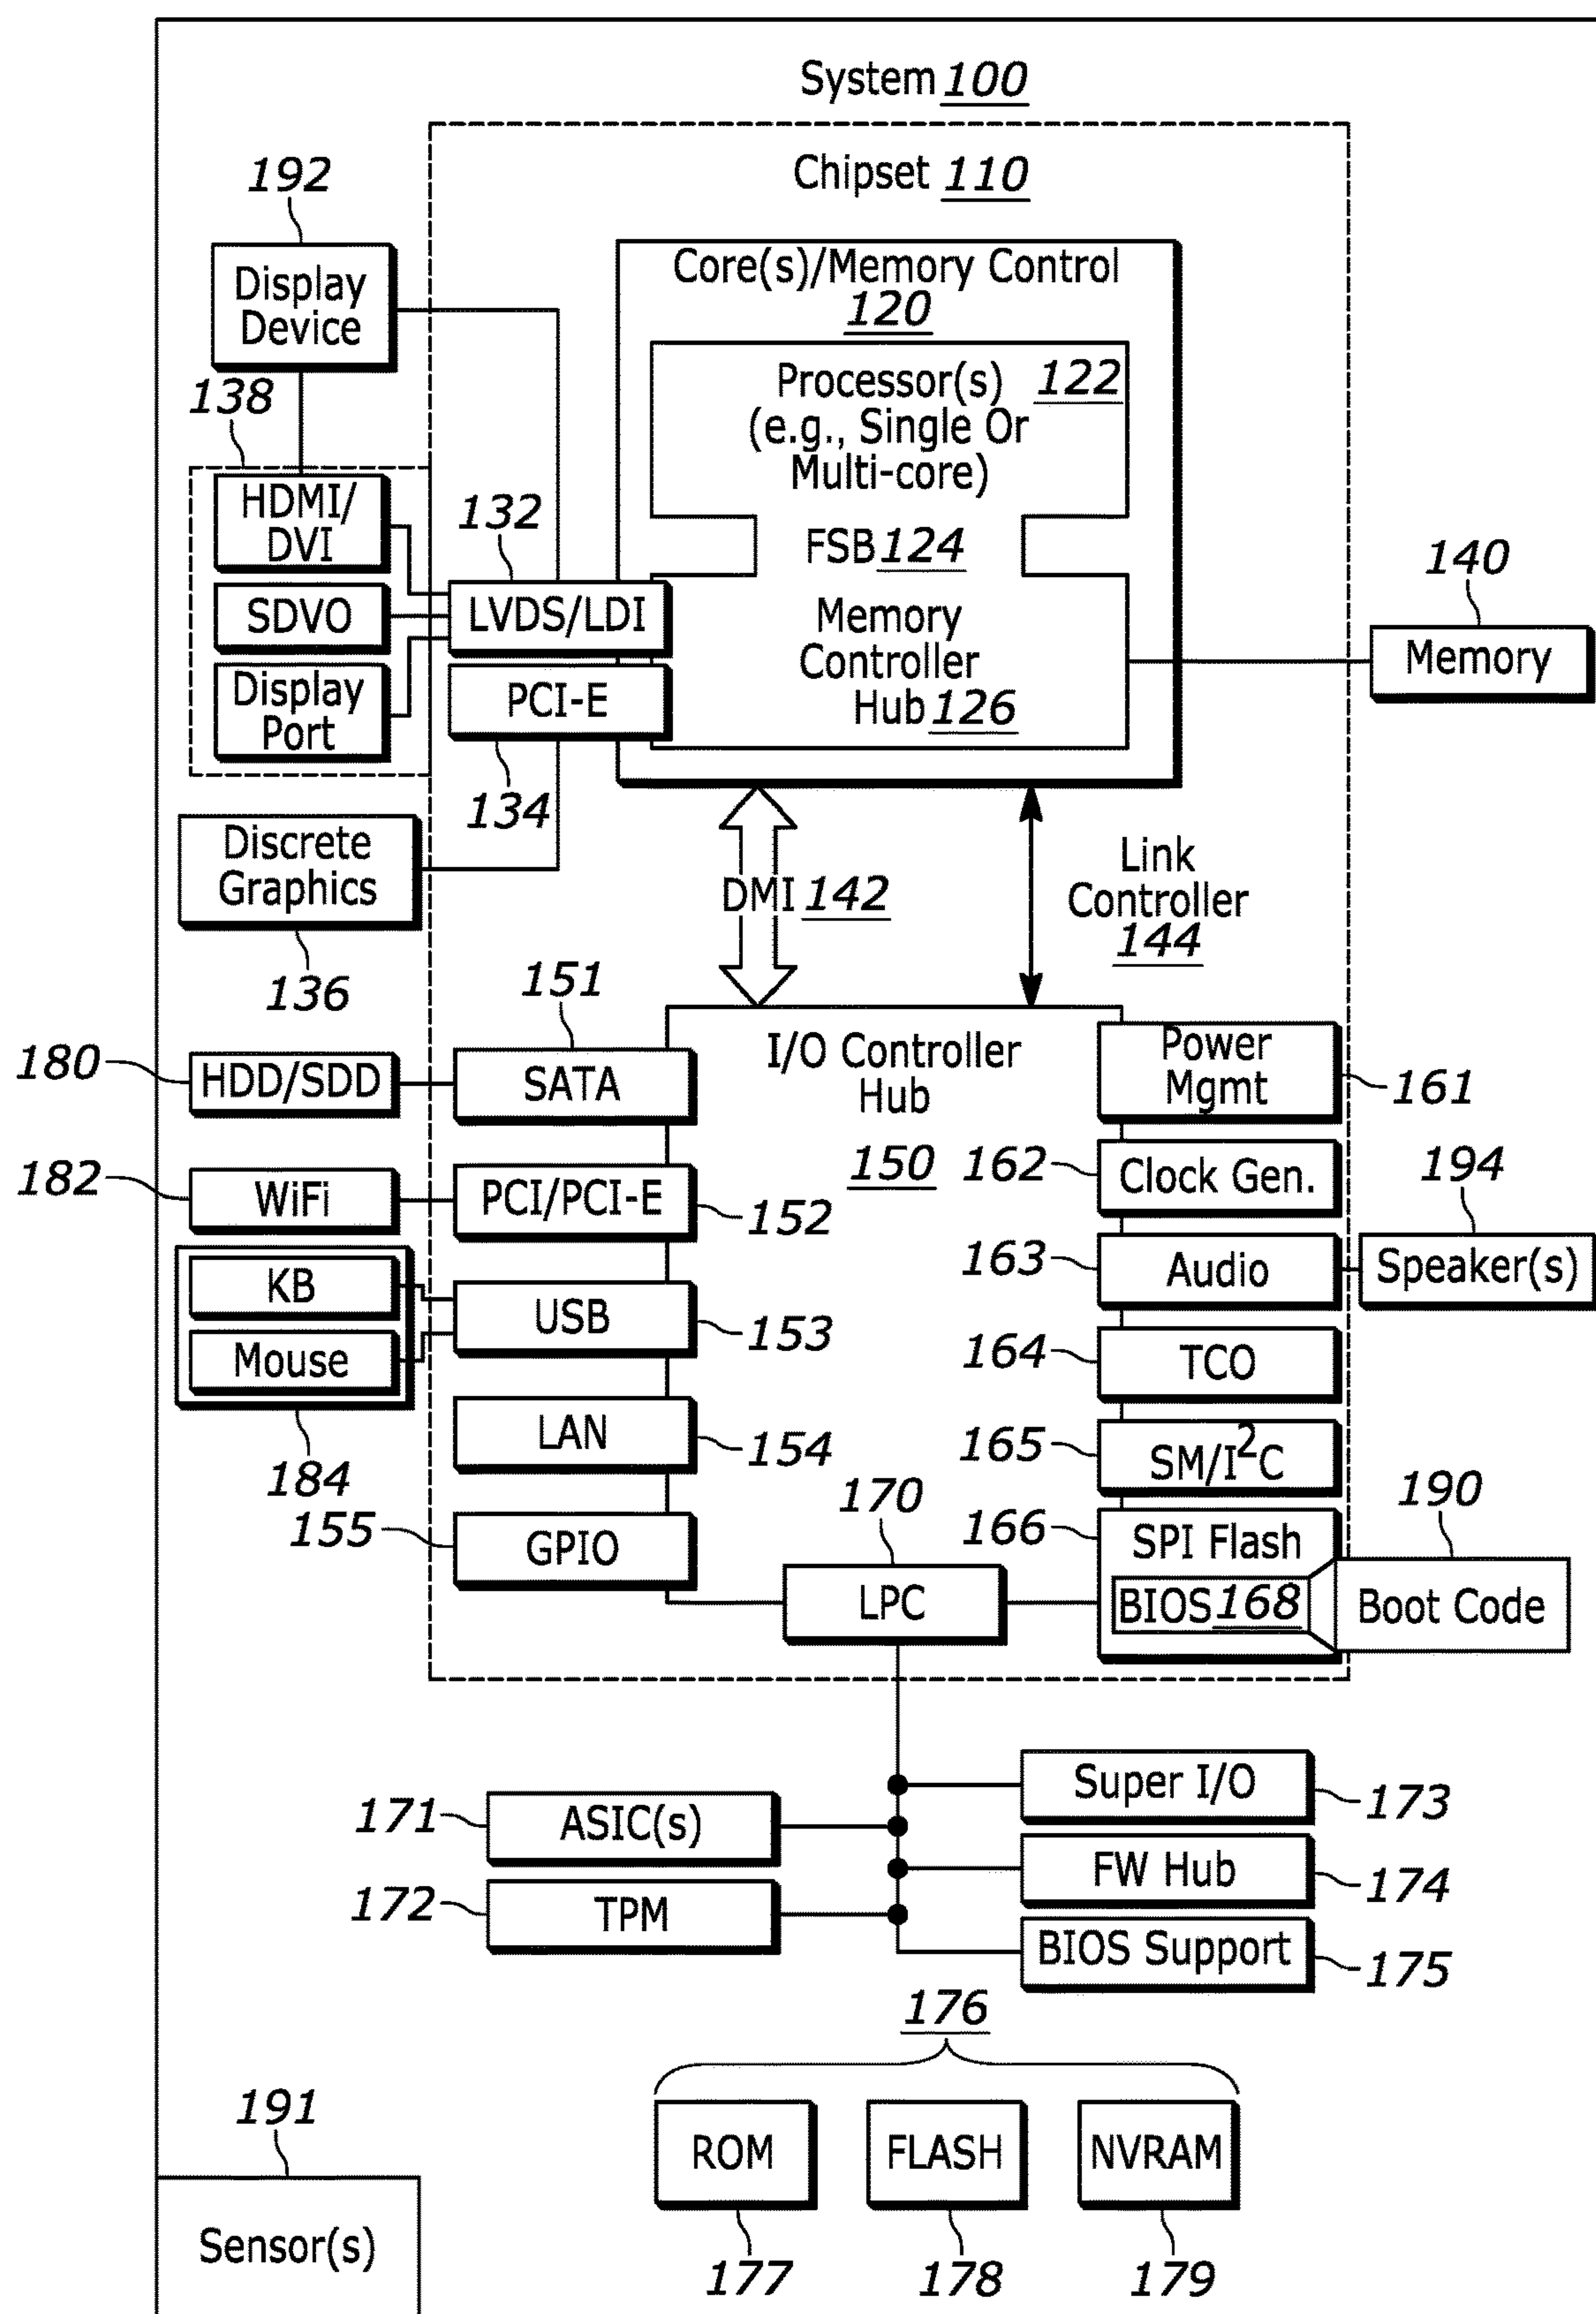 System 100
Chipset 110
192
Display
Device
Core(s)/Memory Control
120
Processor(s) 122
(e.g., Single Or
Multi-core)
138
HDMI/
DVI
SDVO
Display
Port
132
LVDS/LDI
PCI-E
134
FSB 124
Memory
Controller
Hub 126
140
Memory
Discrete
Graphics
136
DMI 142
Link
Controller
144
151
180
HDD/SDD
SATA
I/O Controller
Hub
150
Power
Mgmt
161
182
WiFi
PCI/PCI-E
152
162
Clock Gen.
194
KB
Mouse
184
USB
153
163
Audio
Speaker(s)
164
TCO
LAN
154
165
SM/I²C
155
GPIO
170
LPC
166
SPI Flash
BIOS 168
190
Boot Code
171
ASIC(s)
172
TPM
Super I/O
173
FW Hub
174
BIOS Support
175
176
ROM
FLASH
NVRAM
177
178
179
191
Sensor(s)